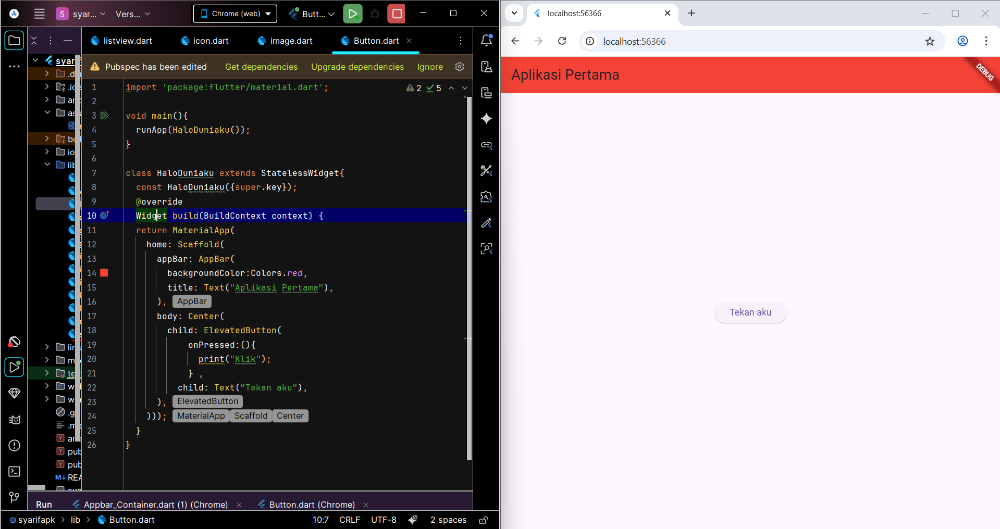 S syar... Vers... Chrome (web) Butt...
listview.dart icon.dart image.dart Button.dart
Pubspec has been edited Get dependencies Upgrade dependencies Ignore
1 import 'package:flutter/material.dart'; 2 5
2
3 void main(){
4 runApp(HaloDuniaku());
5 }
6
7 class HaloDuniaku extends StatelessWidget{
8 const HaloDuniaku({super.key});
9 @override
10 Widget build(BuildContext context) {
11 return MaterialApp(
12 home: Scaffold(
13 appBar: AppBar(
14 backgroundColor:Colors.red,
15 title: Text("Aplikasi Pertama"),
16 ), AppBar
17 body: Center(
18 child: ElevatedButton(
19 onPressed:(){
20 print("Klik");
21 } ,
22 child: Text("Tekan aku"),
23 ), ElevatedButton
24 ))); MaterialApp Scaffold Center
25 }
26 }
syar
.d
.id
an
as
bu
io
lib
lin
m
te
w
w
.g
.m
an
pub
pub
M↓ REA
Run Appbar_Container.dart (1) (Chrome) Button.dart (Chrome)
syarifapk > lib > Button.dart 10:7 CRLF UTF-8 2 spaces
localhost:56366
localhost:56366
Aplikasi Pertama
DEBUG
Tekan aku